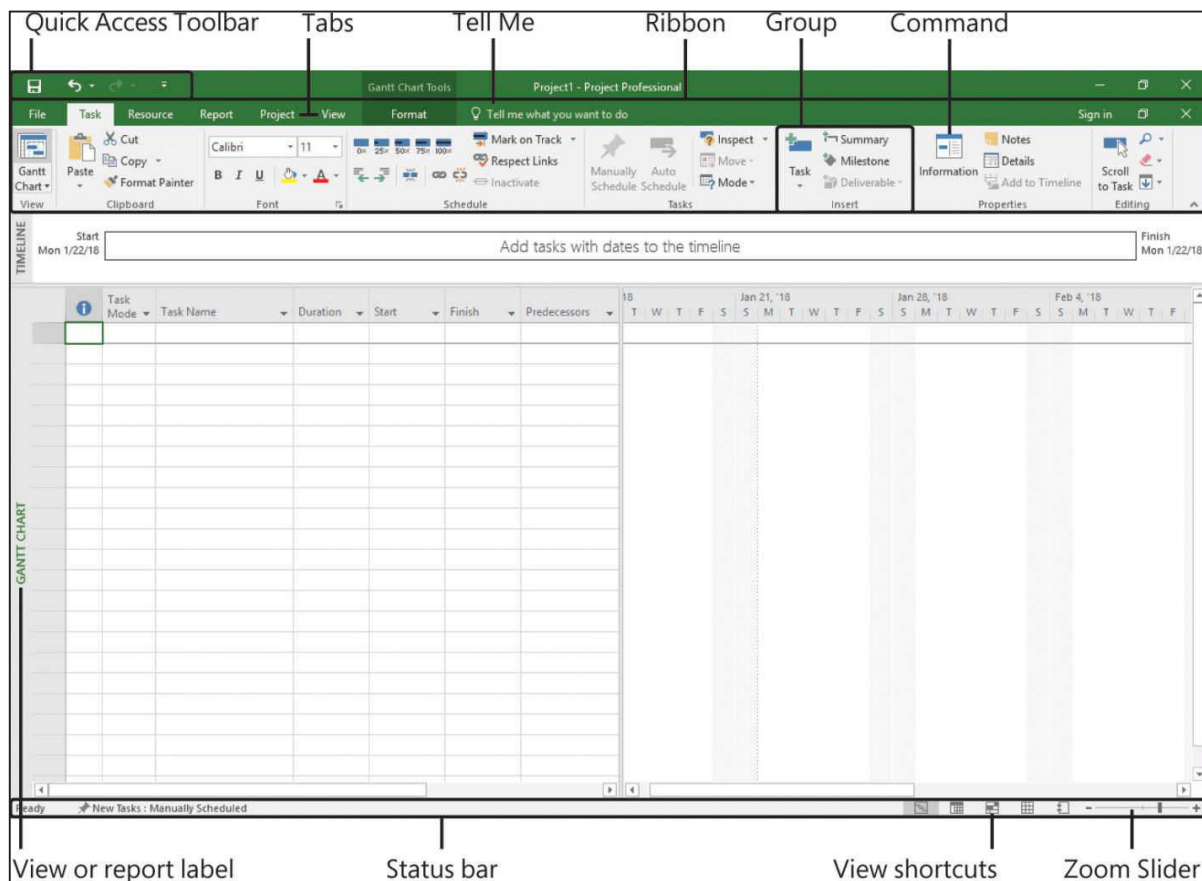 Quick Access Toolbar Tabs Tell Me Ribbon Group Command
Gantt Chart Tools Project1 - Project Professional
File Task Resource Report Project View Format Tell me what you want to do Sign in
Cut Calibri 11 0% 25% 50% 75% 100% Mark on Track Inspect Summary Notes
Gantt Chart Paste Copy Respect Links Manually Schedule Auto Schedule Move Task Milestone Information Details Scroll to Task
Format Painter B I U A Inactivate Mode Deliverable Add to Timeline
View Clipboard Font Schedule Tasks Insert Properties Editing
TIMELINE
Start Finish
Mon 1/22/18 Add tasks with dates to the timeline Mon 1/22/18
18 Jan 21, '18 Jan 28, '18 Feb 4, '18
Task Mode Task Name Duration Start Finish Predecessors T W T F S S M T W T F S S M T W T F S S M T W T F
GANTT CHART
Ready New Tasks : Manually Scheduled - +
View or report label Status bar View shortcuts Zoom Slider